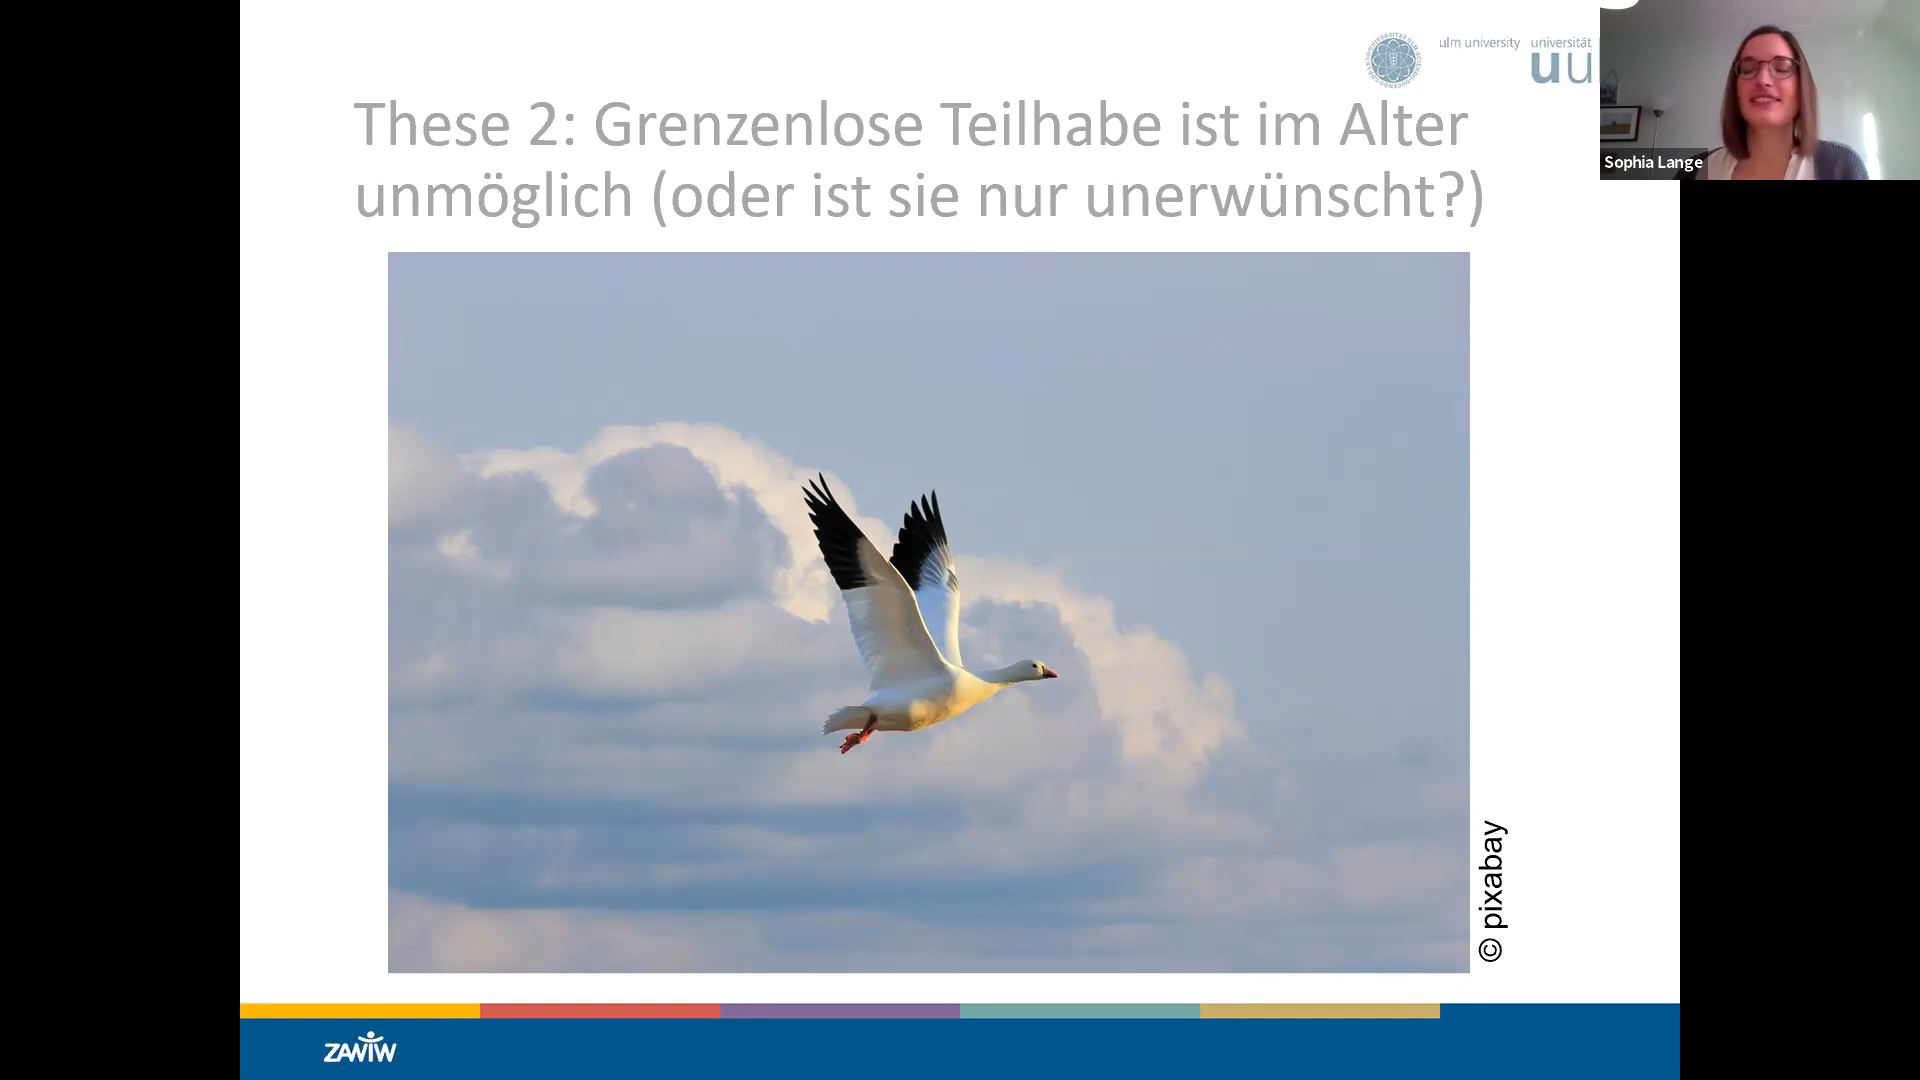 ulm university universität
uu
These 2: Grenzenlose Teilhabe ist im Alter
unmöglich (oder ist sie nur unerwünscht?)
Sophia Lange
© pixabay
ZAWIW